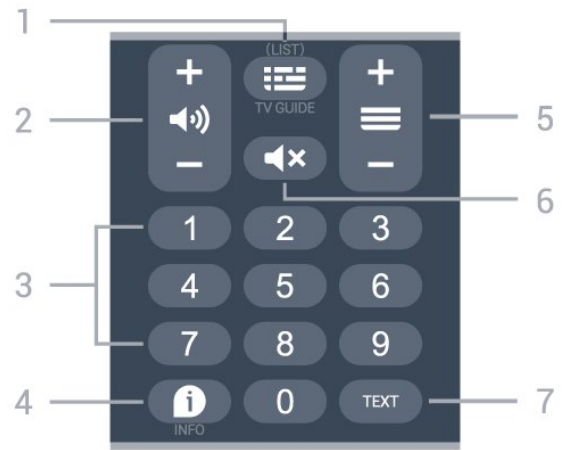 1
(LIST)
+ +
TV GUIDE
2 5
− −
6
1 2 3
3
4 5 6
7 8 9
4 i 0 TEXT 7
INFO